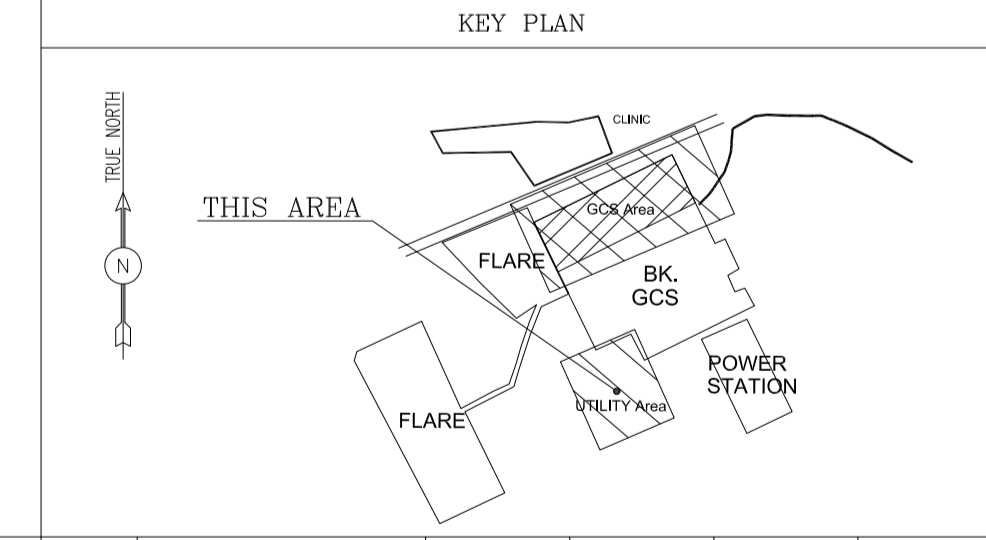 KEY PLAN
TRUE NORTH
N
CLINIC
THIS AREA
GCS Area
FLARE
BK.
GCS
POWER
STATION
UTILITY Area
FLARE